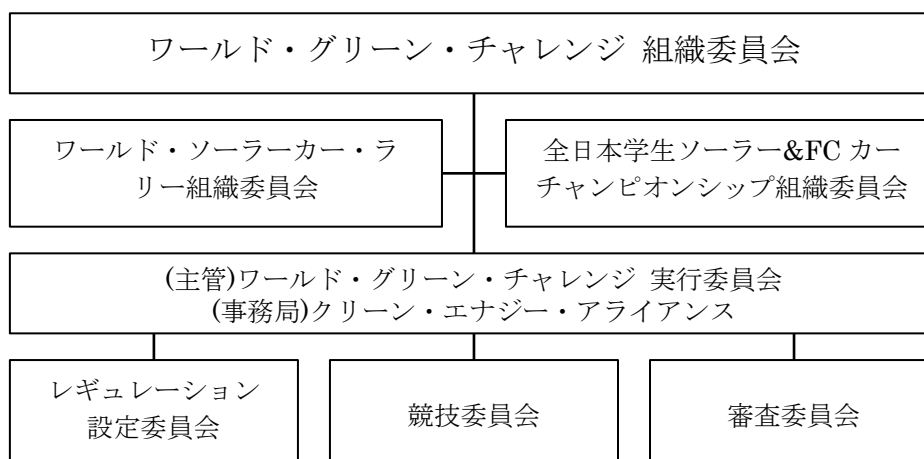 ワールド・グリーン・チャレンジ 組織委員会
ワールド・ソーラーカー・ラ
リー組織委員会
全日本学生ソーラー&FC カー
チャンピオンシップ組織委員会
(主管)ワールド・グリーン・チャレンジ 実行委員会
(事務局)クリーン・エナジー・アライアンス
レギュレーション
設定委員会
競技委員会
審査委員会